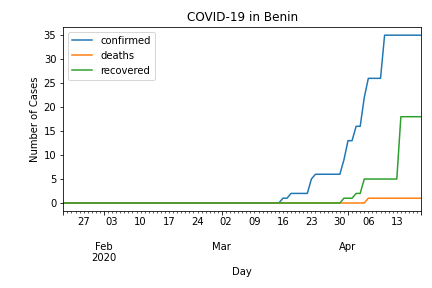 COVID-19 in Benin
confirmed
deaths
recovered
Number of Cases
35
30
25
20
15
10
5
0
27 03 10 17 24 02 09 16 23 30 06 13
Feb Mar Apr
2020
Day